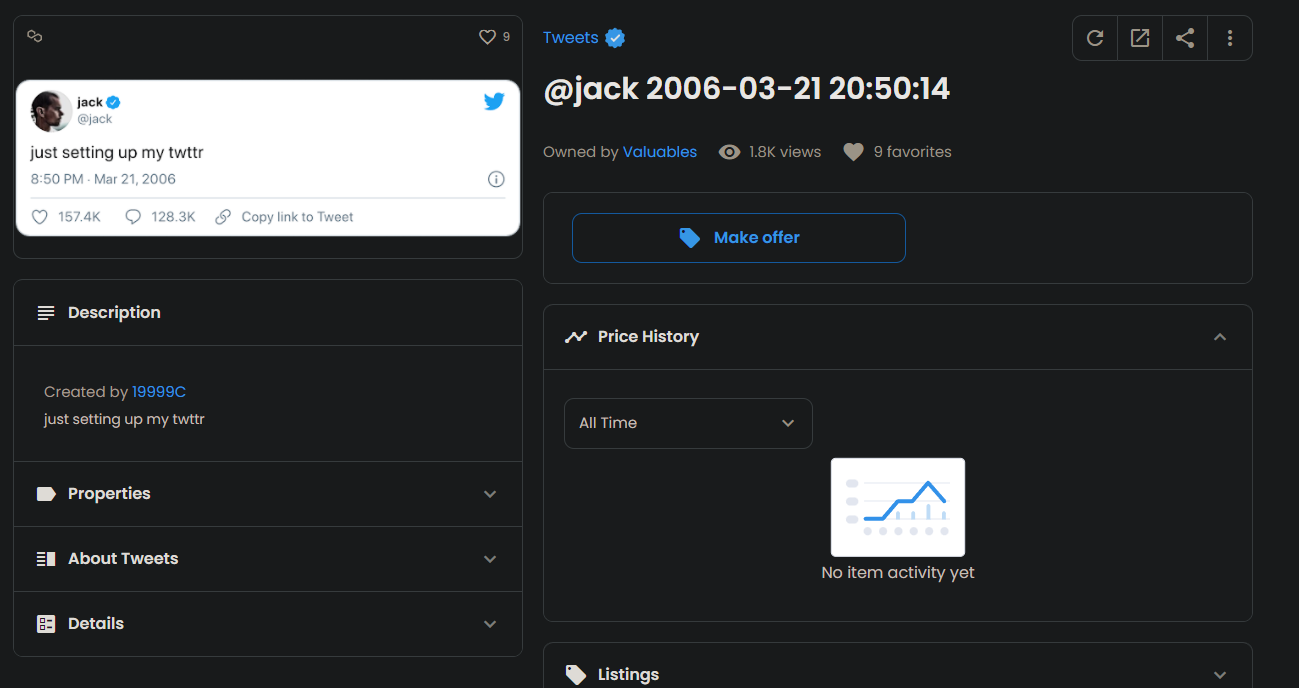 9
jack
@jack
just setting up my twttr
8:50 PM · Mar 21, 2006
157.4K 128.3K Copy link to Tweet
Description
Created by 19999C
just setting up my twttr
Properties
About Tweets
Details
Tweets
@jack 2006-03-21 20:50:14
Owned by Valuables 1.8K views 9 favorites
Make offer
Price History
All Time
No item activity yet
Listings